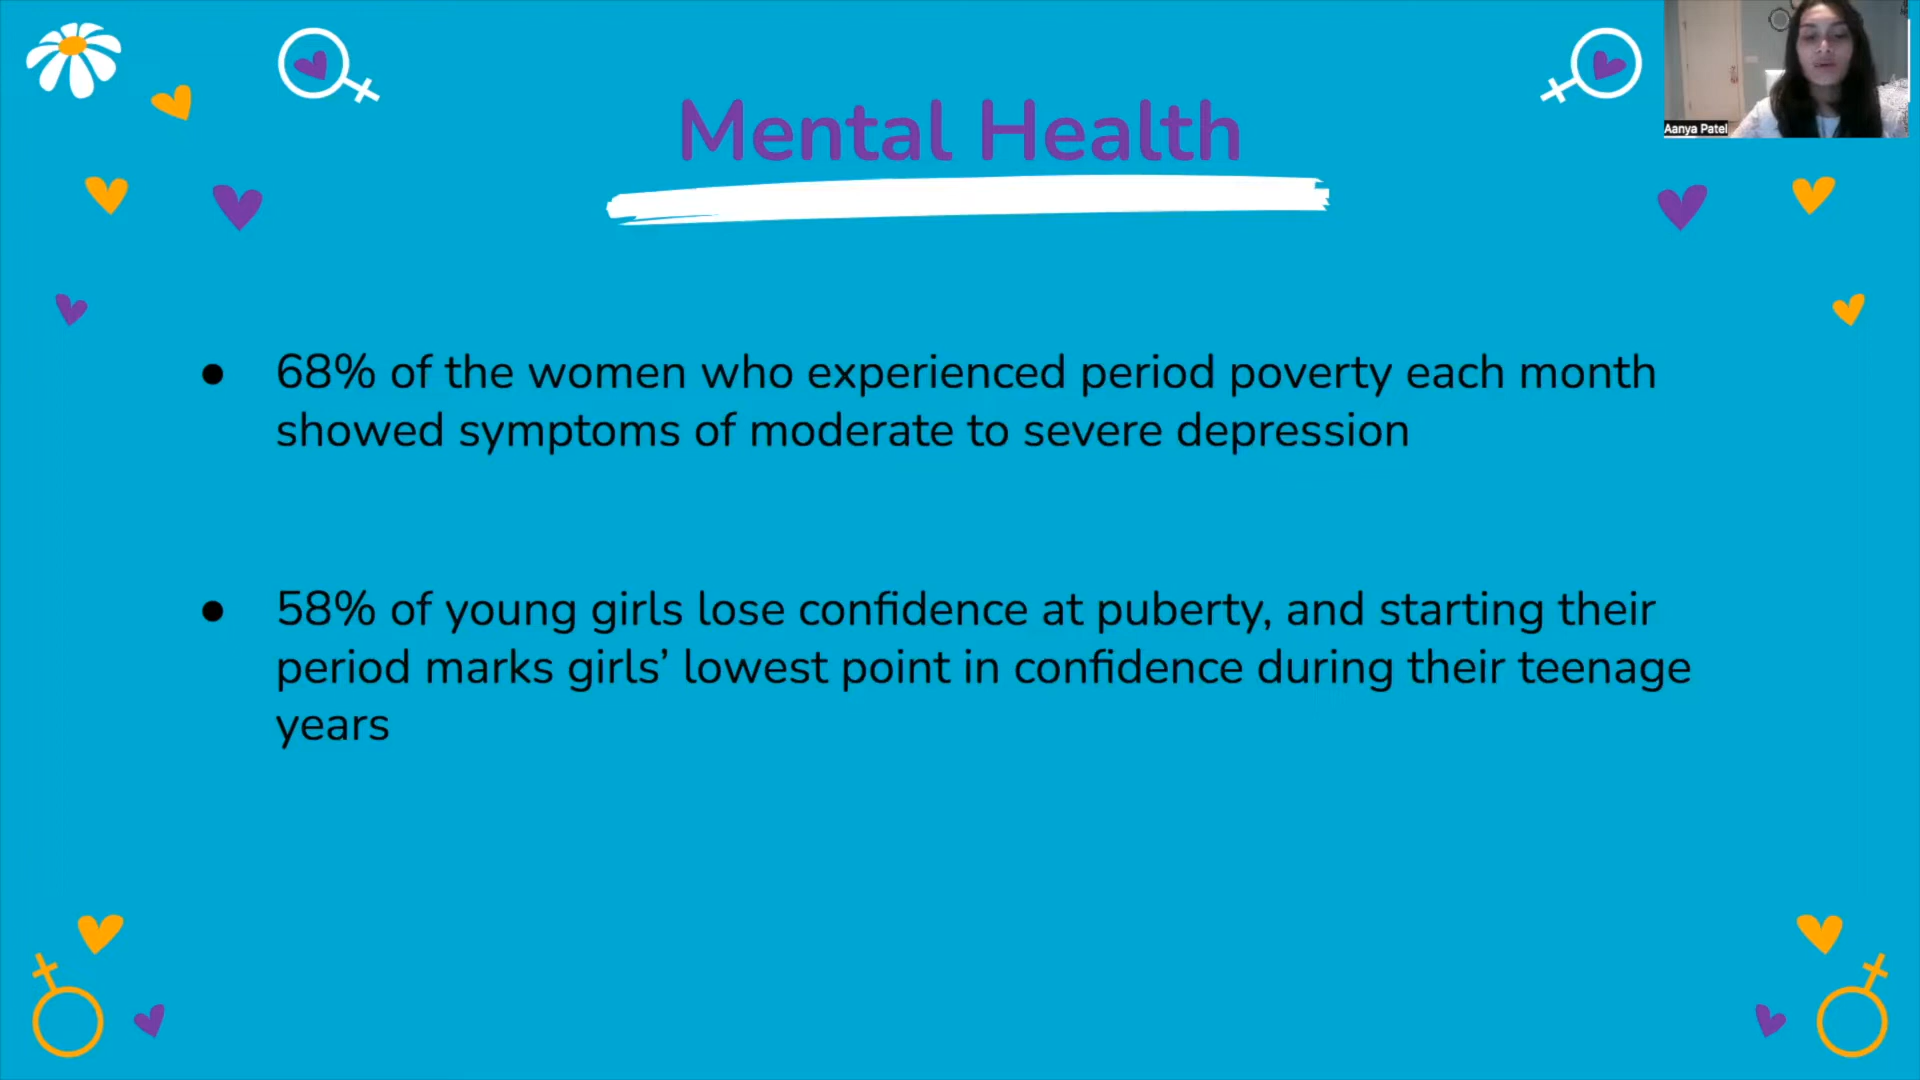 Mental Health
Aanya Patel
● 68% of the women who experienced period poverty each month
showed symptoms of moderate to severe depression
● 58% of young girls lose confidence at puberty, and starting their
period marks girls’ lowest point in confidence during their teenage
years